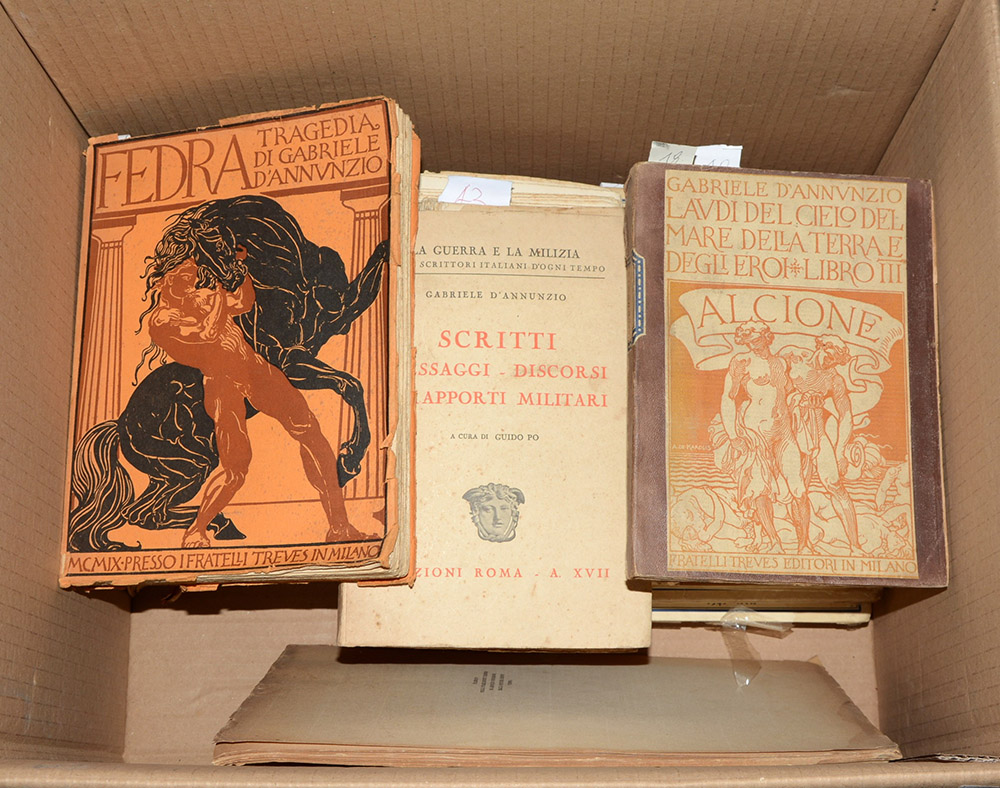 FEDRA
TRAGEDIA
DI GABRIELE
D'ANNVNZIO
MCMIX·PRESSO I FRATELLI TREVES IN MILANO
12
LA GUERRA E LA MILIZIA
SCRITTORI ITALIANI D'OGNI TEMPO
GABRIELE D'ANNUNZIO
SCRITTI
ESSAGGI - DISCORSI
APPORTI MILITARI
A CURA DI GUIDO PO
ZIONI ROMA - A. XVII
GABRIELE D'ANNVNZIO
LAVDI DEL CIELO DEL
MARE DELLA TERRA E
DEGLI EROI * LIBRO III
ALCIONE
FRATELLI TREVES EDITORI IN MILANO